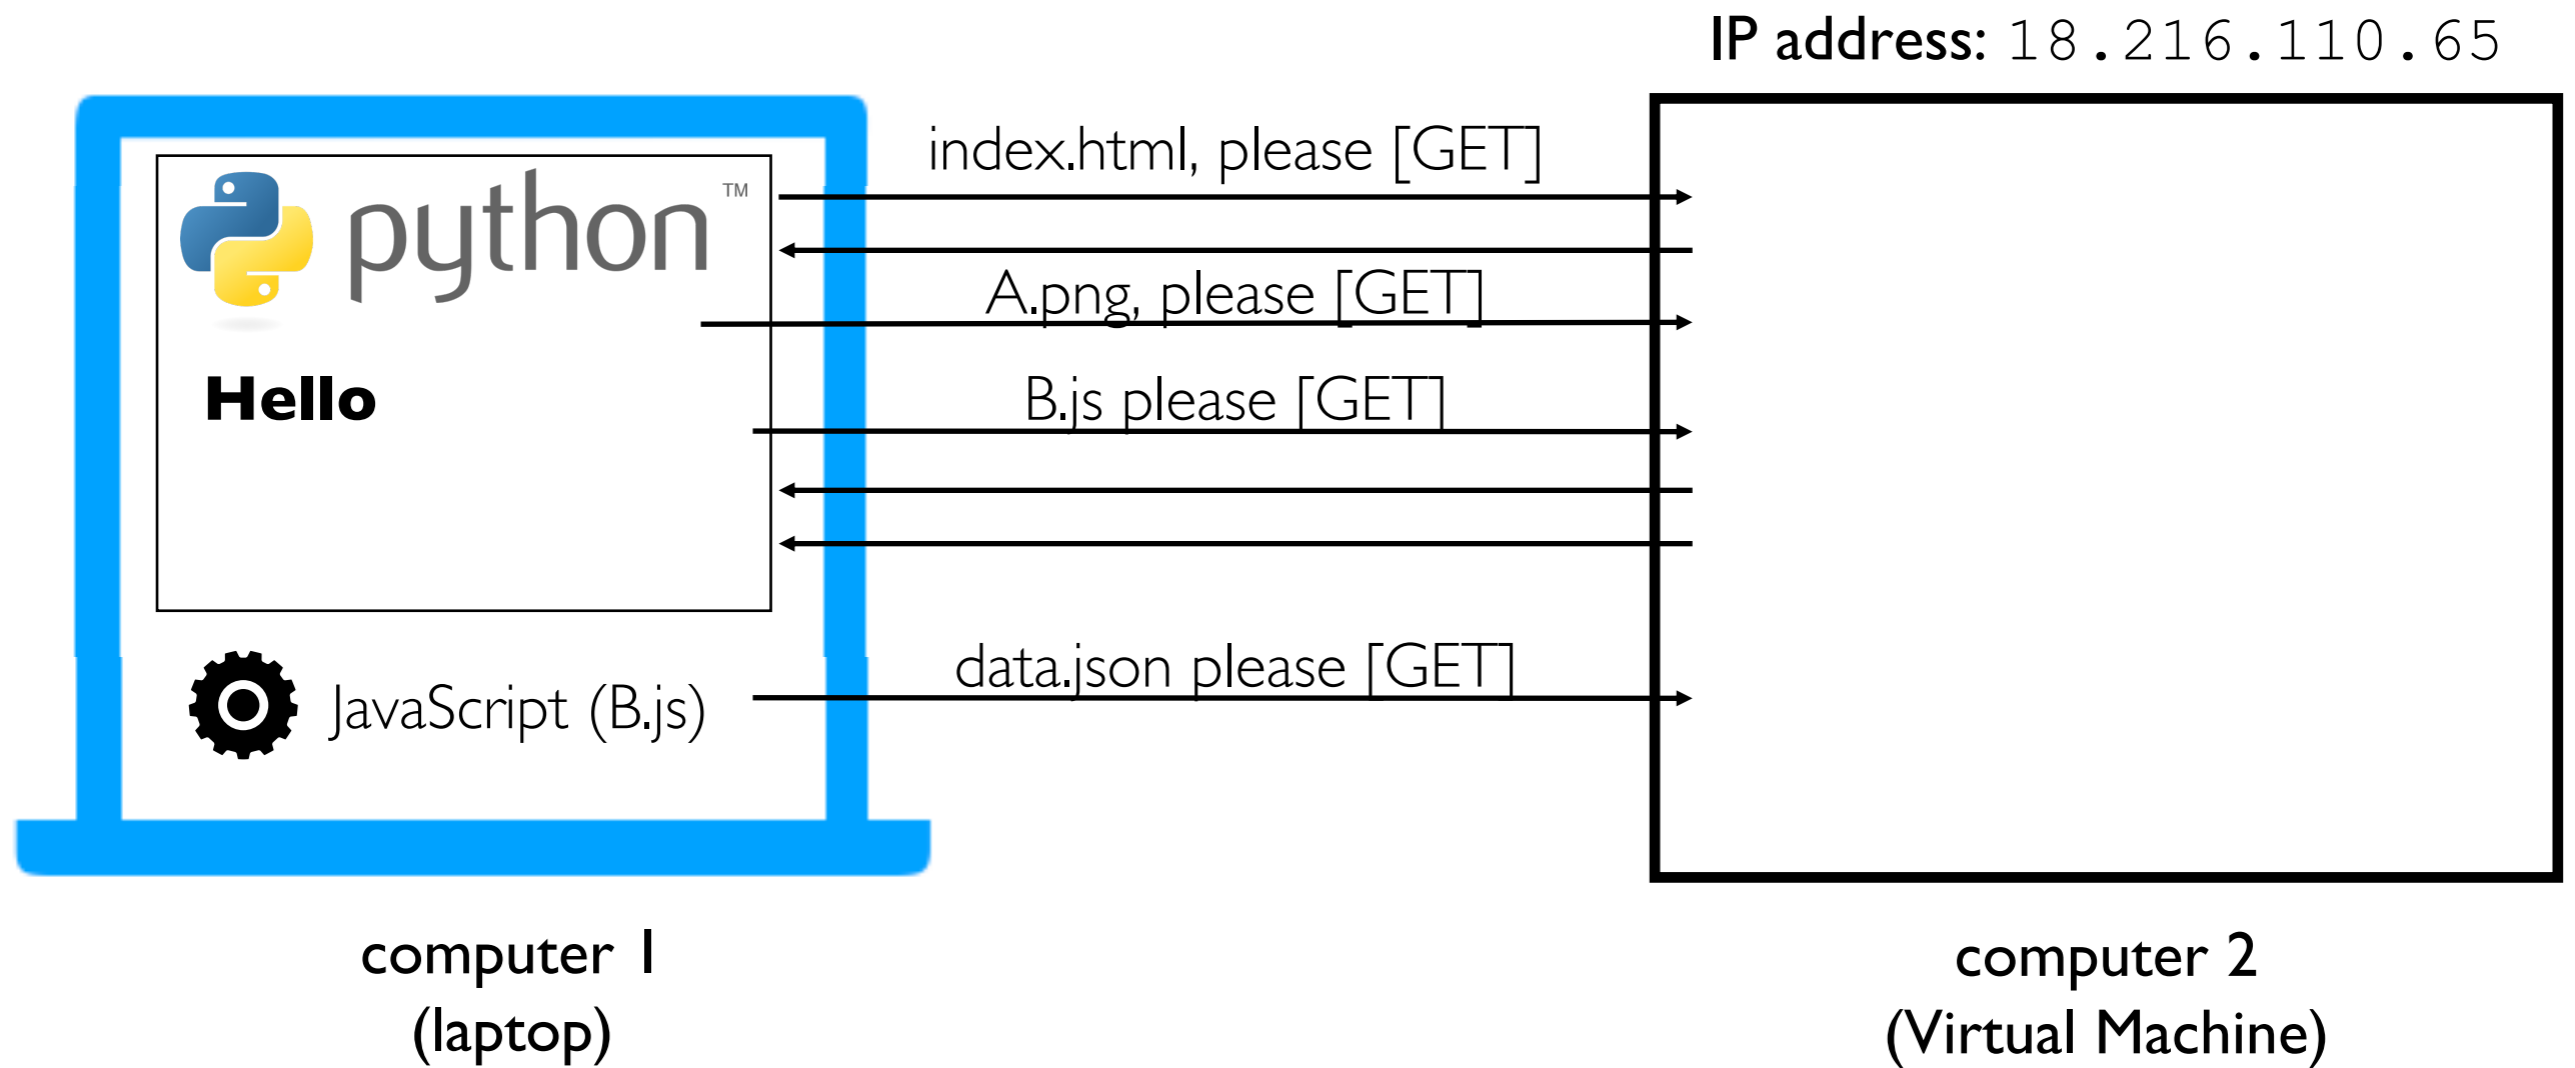 IP address: 18.216.110.65
index.html, please [GET]
python™
A.png, please [GET]
Hello
B.js please [GET]
data.json please [GET]
JavaScript (B.js)
computer 1
(laptop)
computer 2
(Virtual Machine)